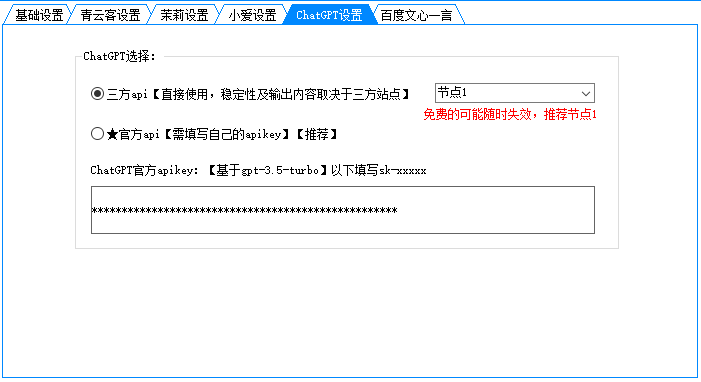 基础设置 青云客设置 茉莉设置 小爱设置 ChatGPT设置 百度文心一言
ChatGPT选择:
三方api【直接使用，稳定性及输出内容取决于三方站点】 节点1
免费的可能随时失效，推荐节点1
★官方api【需填写自己的apikey】【推荐】
ChatGPT官方apikey:【基于gpt-3.5-turbo】以下填写sk-xxxxx
***************************************************